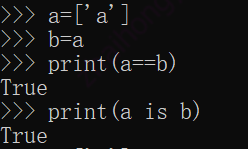 >>> a=['a']
>>> b=a
>>> print(a==b)
True
>>> print(a is b)
True